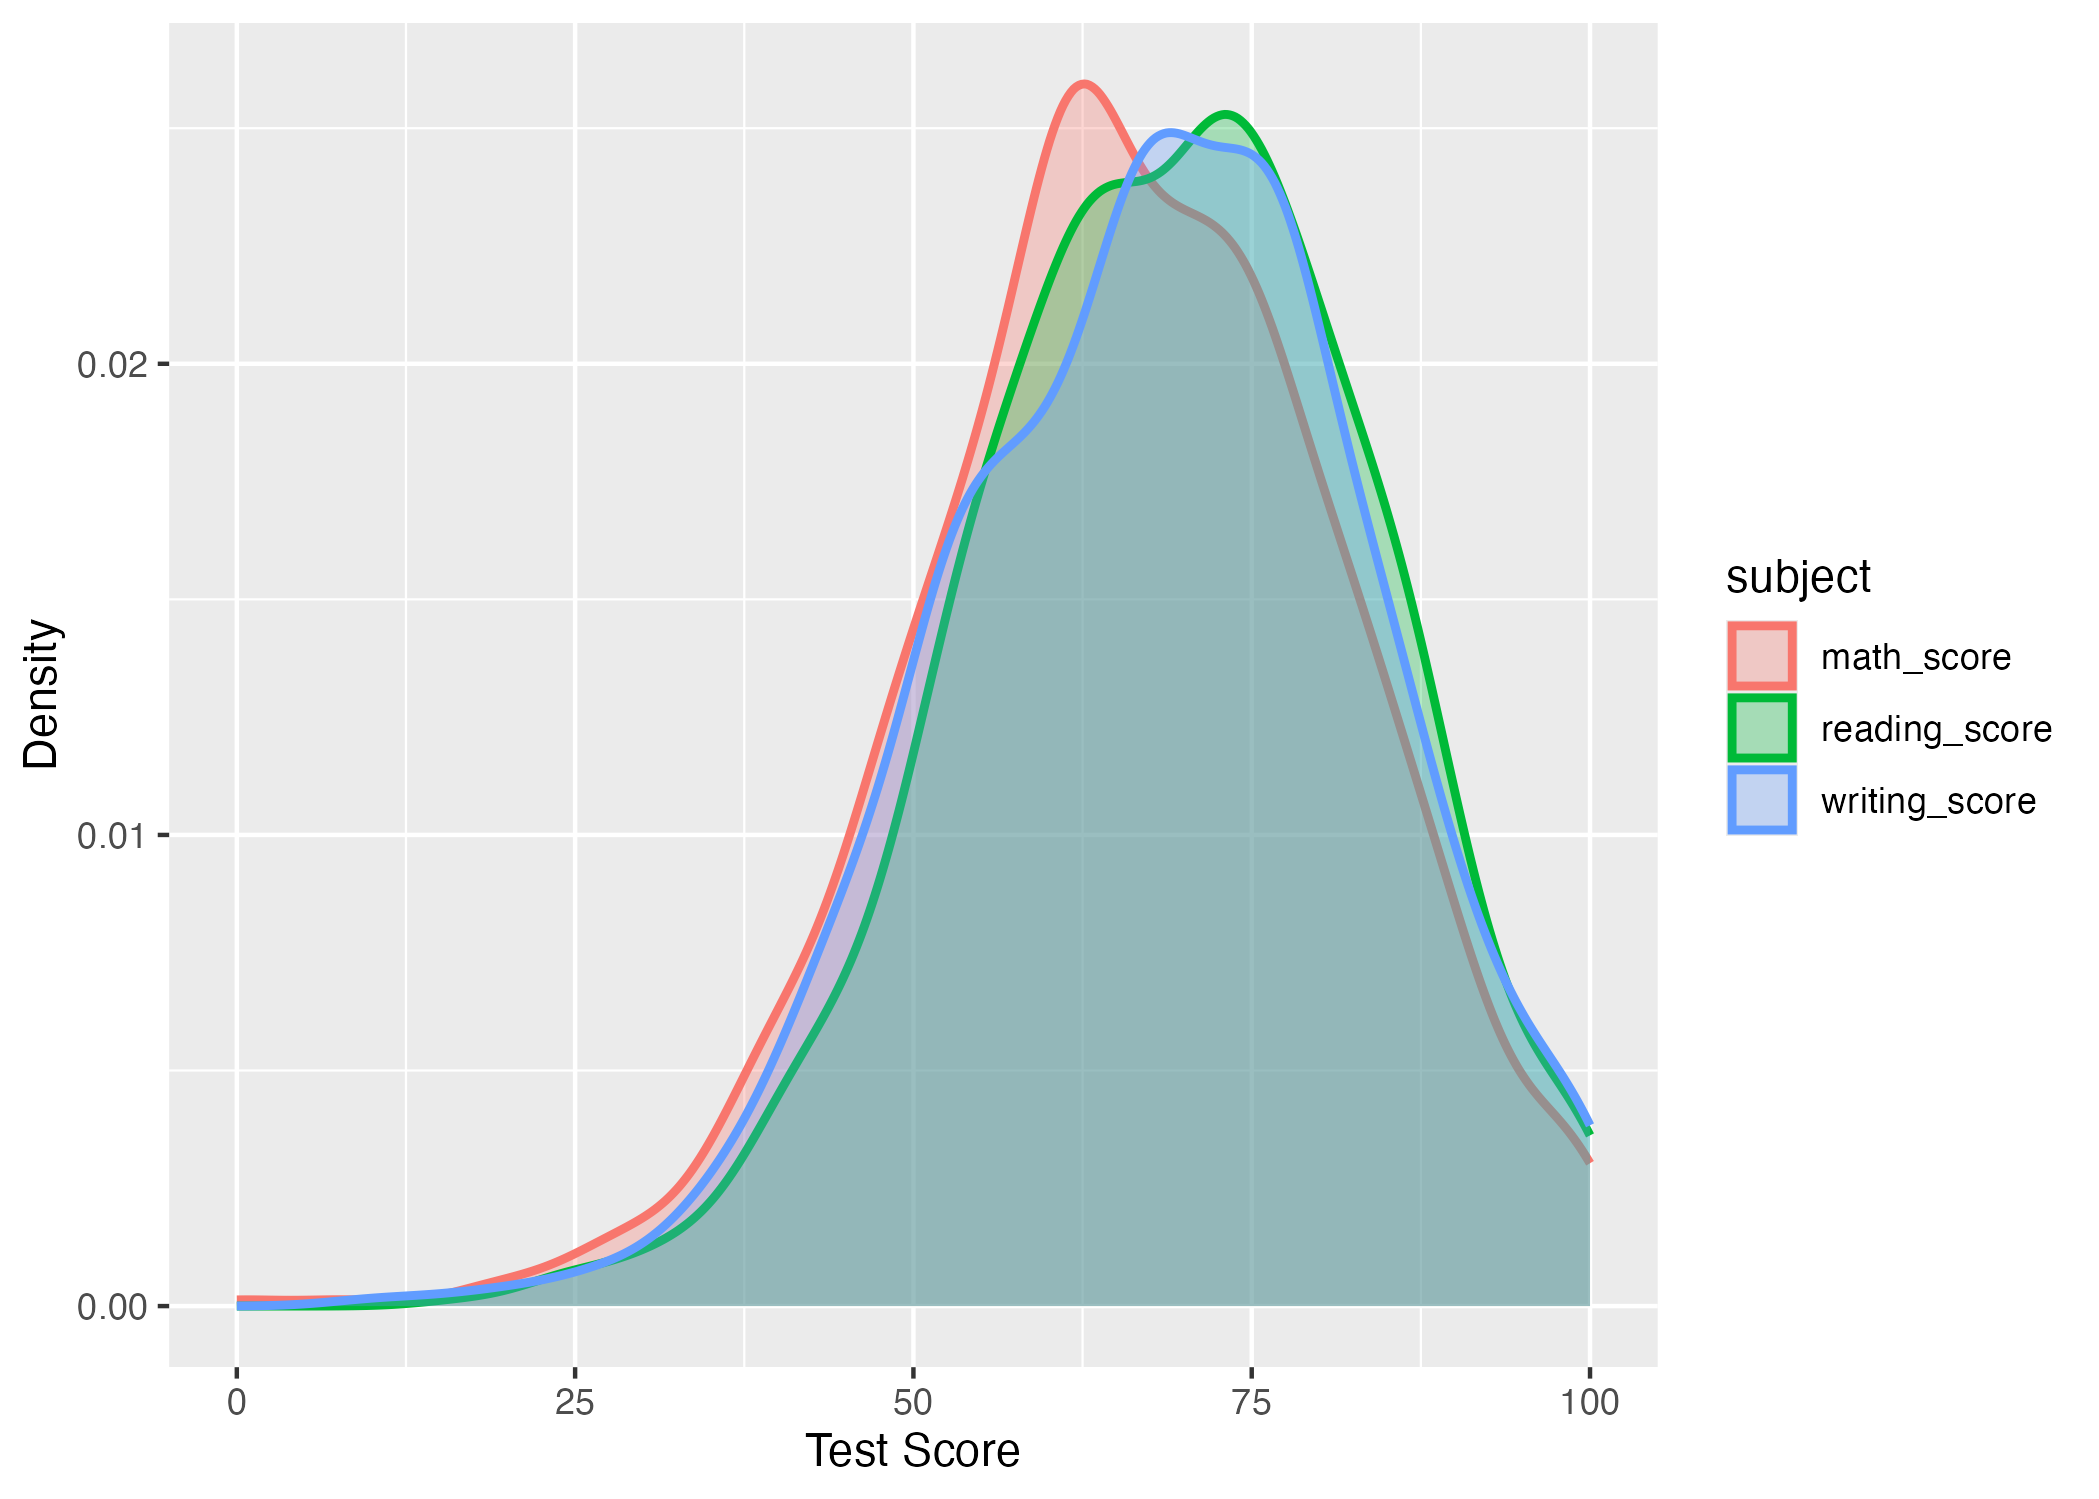 Density
0.02
0.01
0.00
0 25 50 75 100
Test Score
subject
math_score
reading_score
writing_score